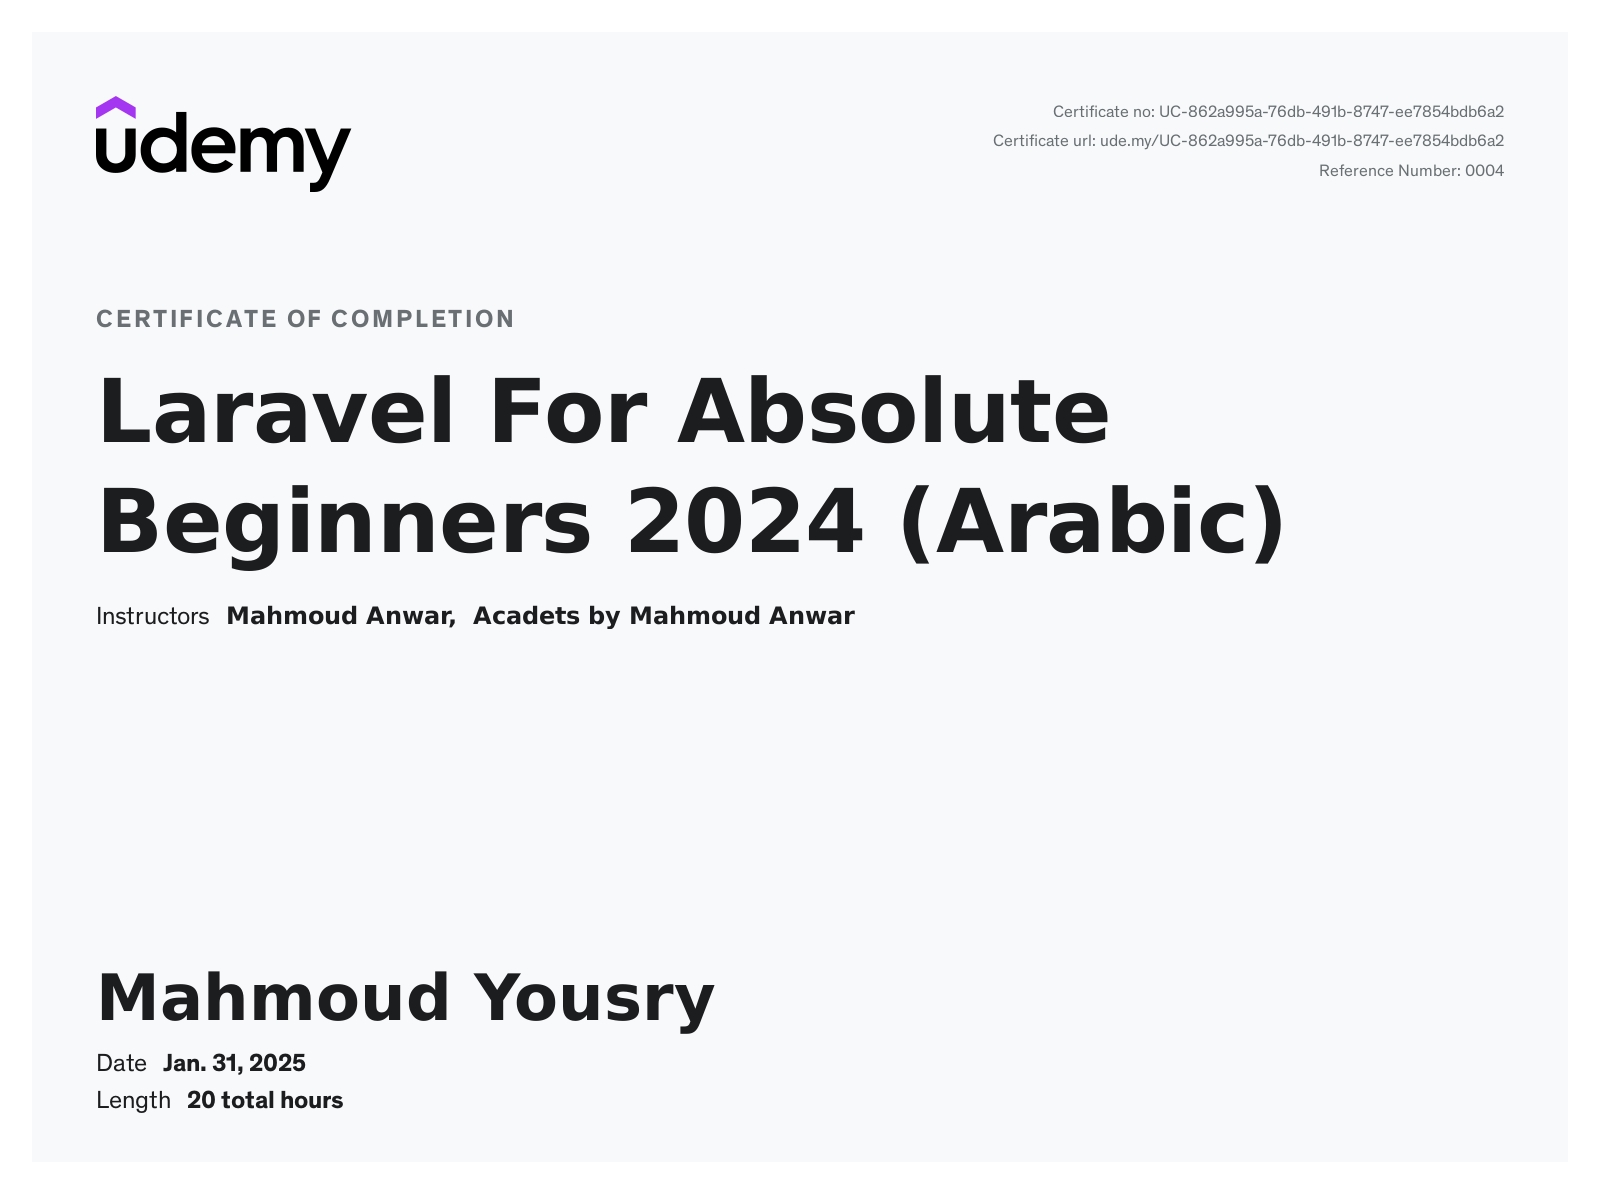 udemy
Certificate no: UC-862a995a-76db-491b-8747-ee7854bdb6a2
Certificate url: ude.my/UC-862a995a-76db-491b-8747-ee7854bdb6a2
Reference Number: 0004
CERTIFICATE OF COMPLETION
Laravel For Absolute
Beginners 2024 (Arabic)
Instructors Mahmoud Anwar, Acadets by Mahmoud Anwar
Mahmoud Yousry
Date Jan. 31, 2025
Length 20 total hours